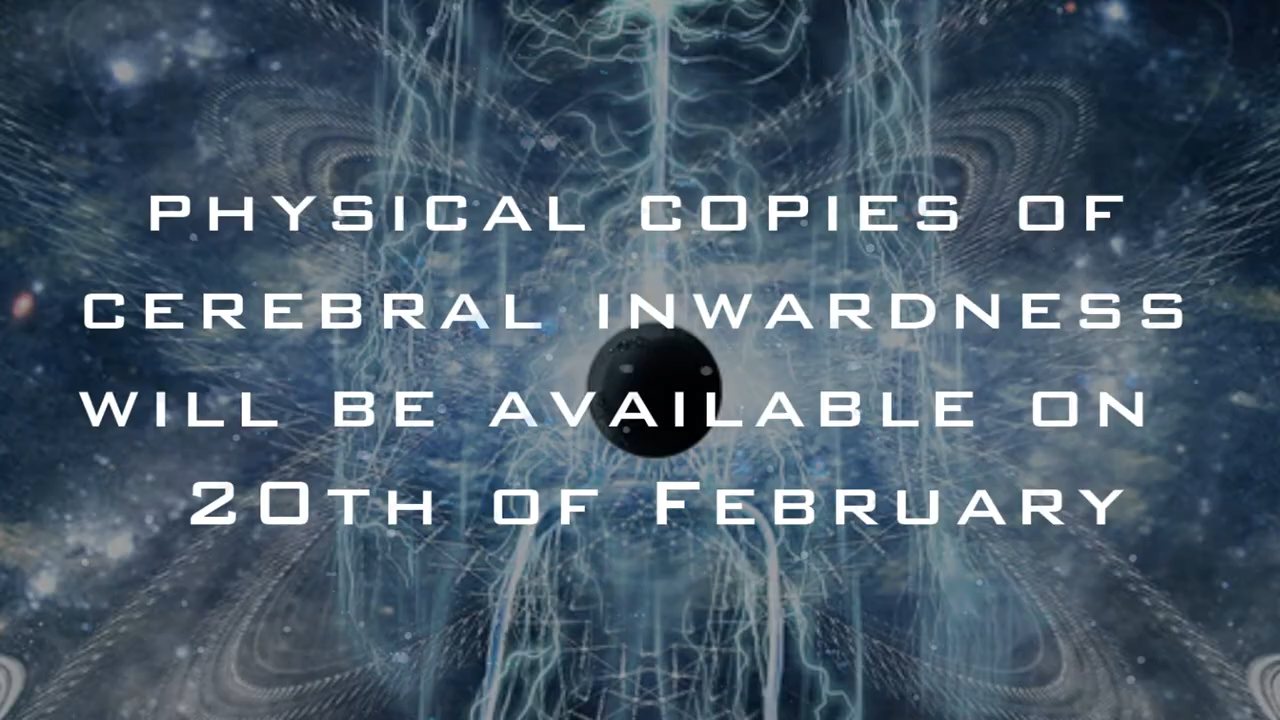 PHYSICAL COPIES OF
CEREBRAL INWARDNESS
WILL BE AVAILABLE ON
20TH OF FEBRUARY